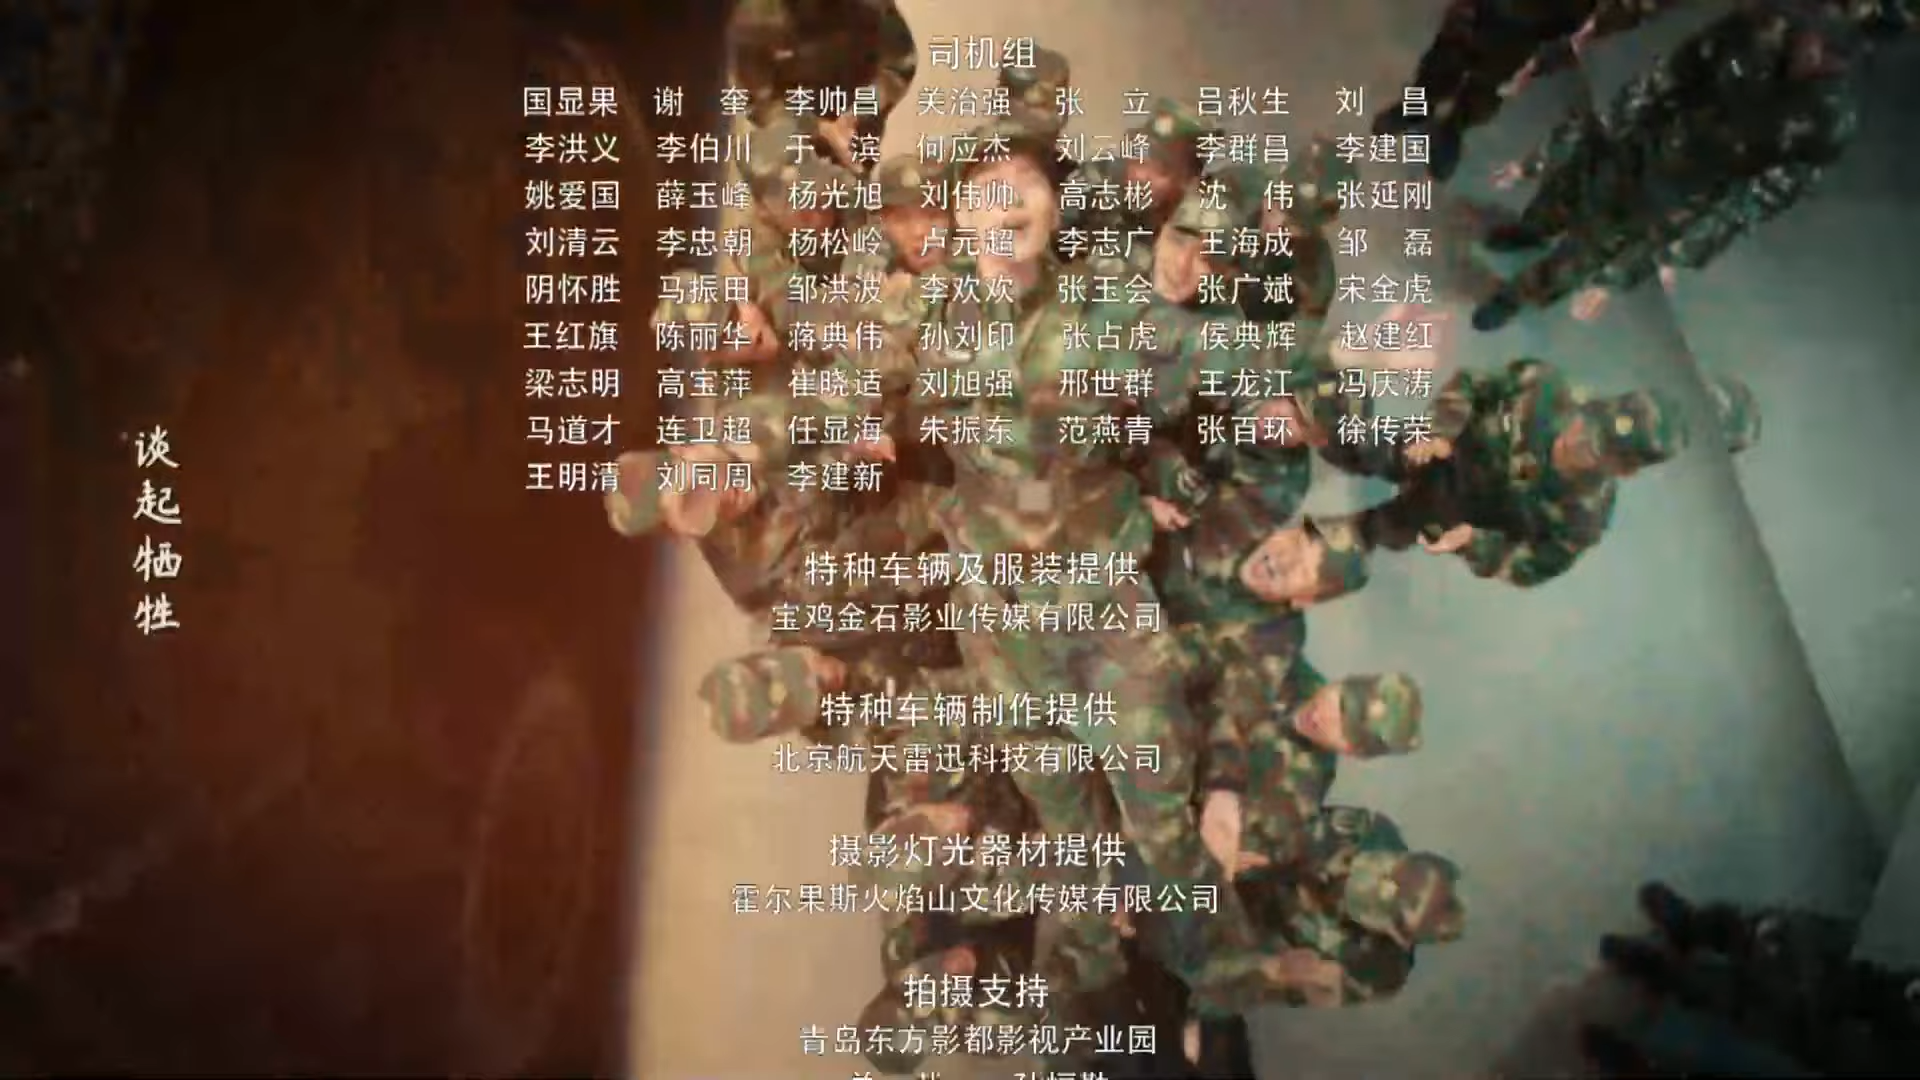 司机组
国显果 谢 奎 李帅昌 关治强 张 立 吕秋生 刘 昌
李洪义 李伯川 于 滨 何应杰 刘云峰 李群昌 李建国
姚爱国 薛玉峰 杨光旭 刘伟帅 高志彬 沈 伟 张延刚
刘清云 李忠朝 杨松岭 卢元超 李志广 王海成 邹 磊
阴怀胜 马振田 邹洪波 李欢欢 张玉会 张广斌 宋金虎
王红旗 陈丽华 蒋典伟 孙刘印 张占虎 侯典辉 赵建红
梁志明 高宝萍 崔晓适 刘旭强 邢世群 王龙江 冯庆涛
马道才 连卫超 任显海 朱振东 范燕青 张百环 徐传荣
王明清 刘同周 李建新
谈起牺牲
特种车辆及服装提供
宝鸡金石影业传媒有限公司
特种车辆制作提供
北京航天雷迅科技有限公司
摄影灯光器材提供
霍尔果斯火焰山文化传媒有限公司
拍摄支持
青岛东方影都影视产业园